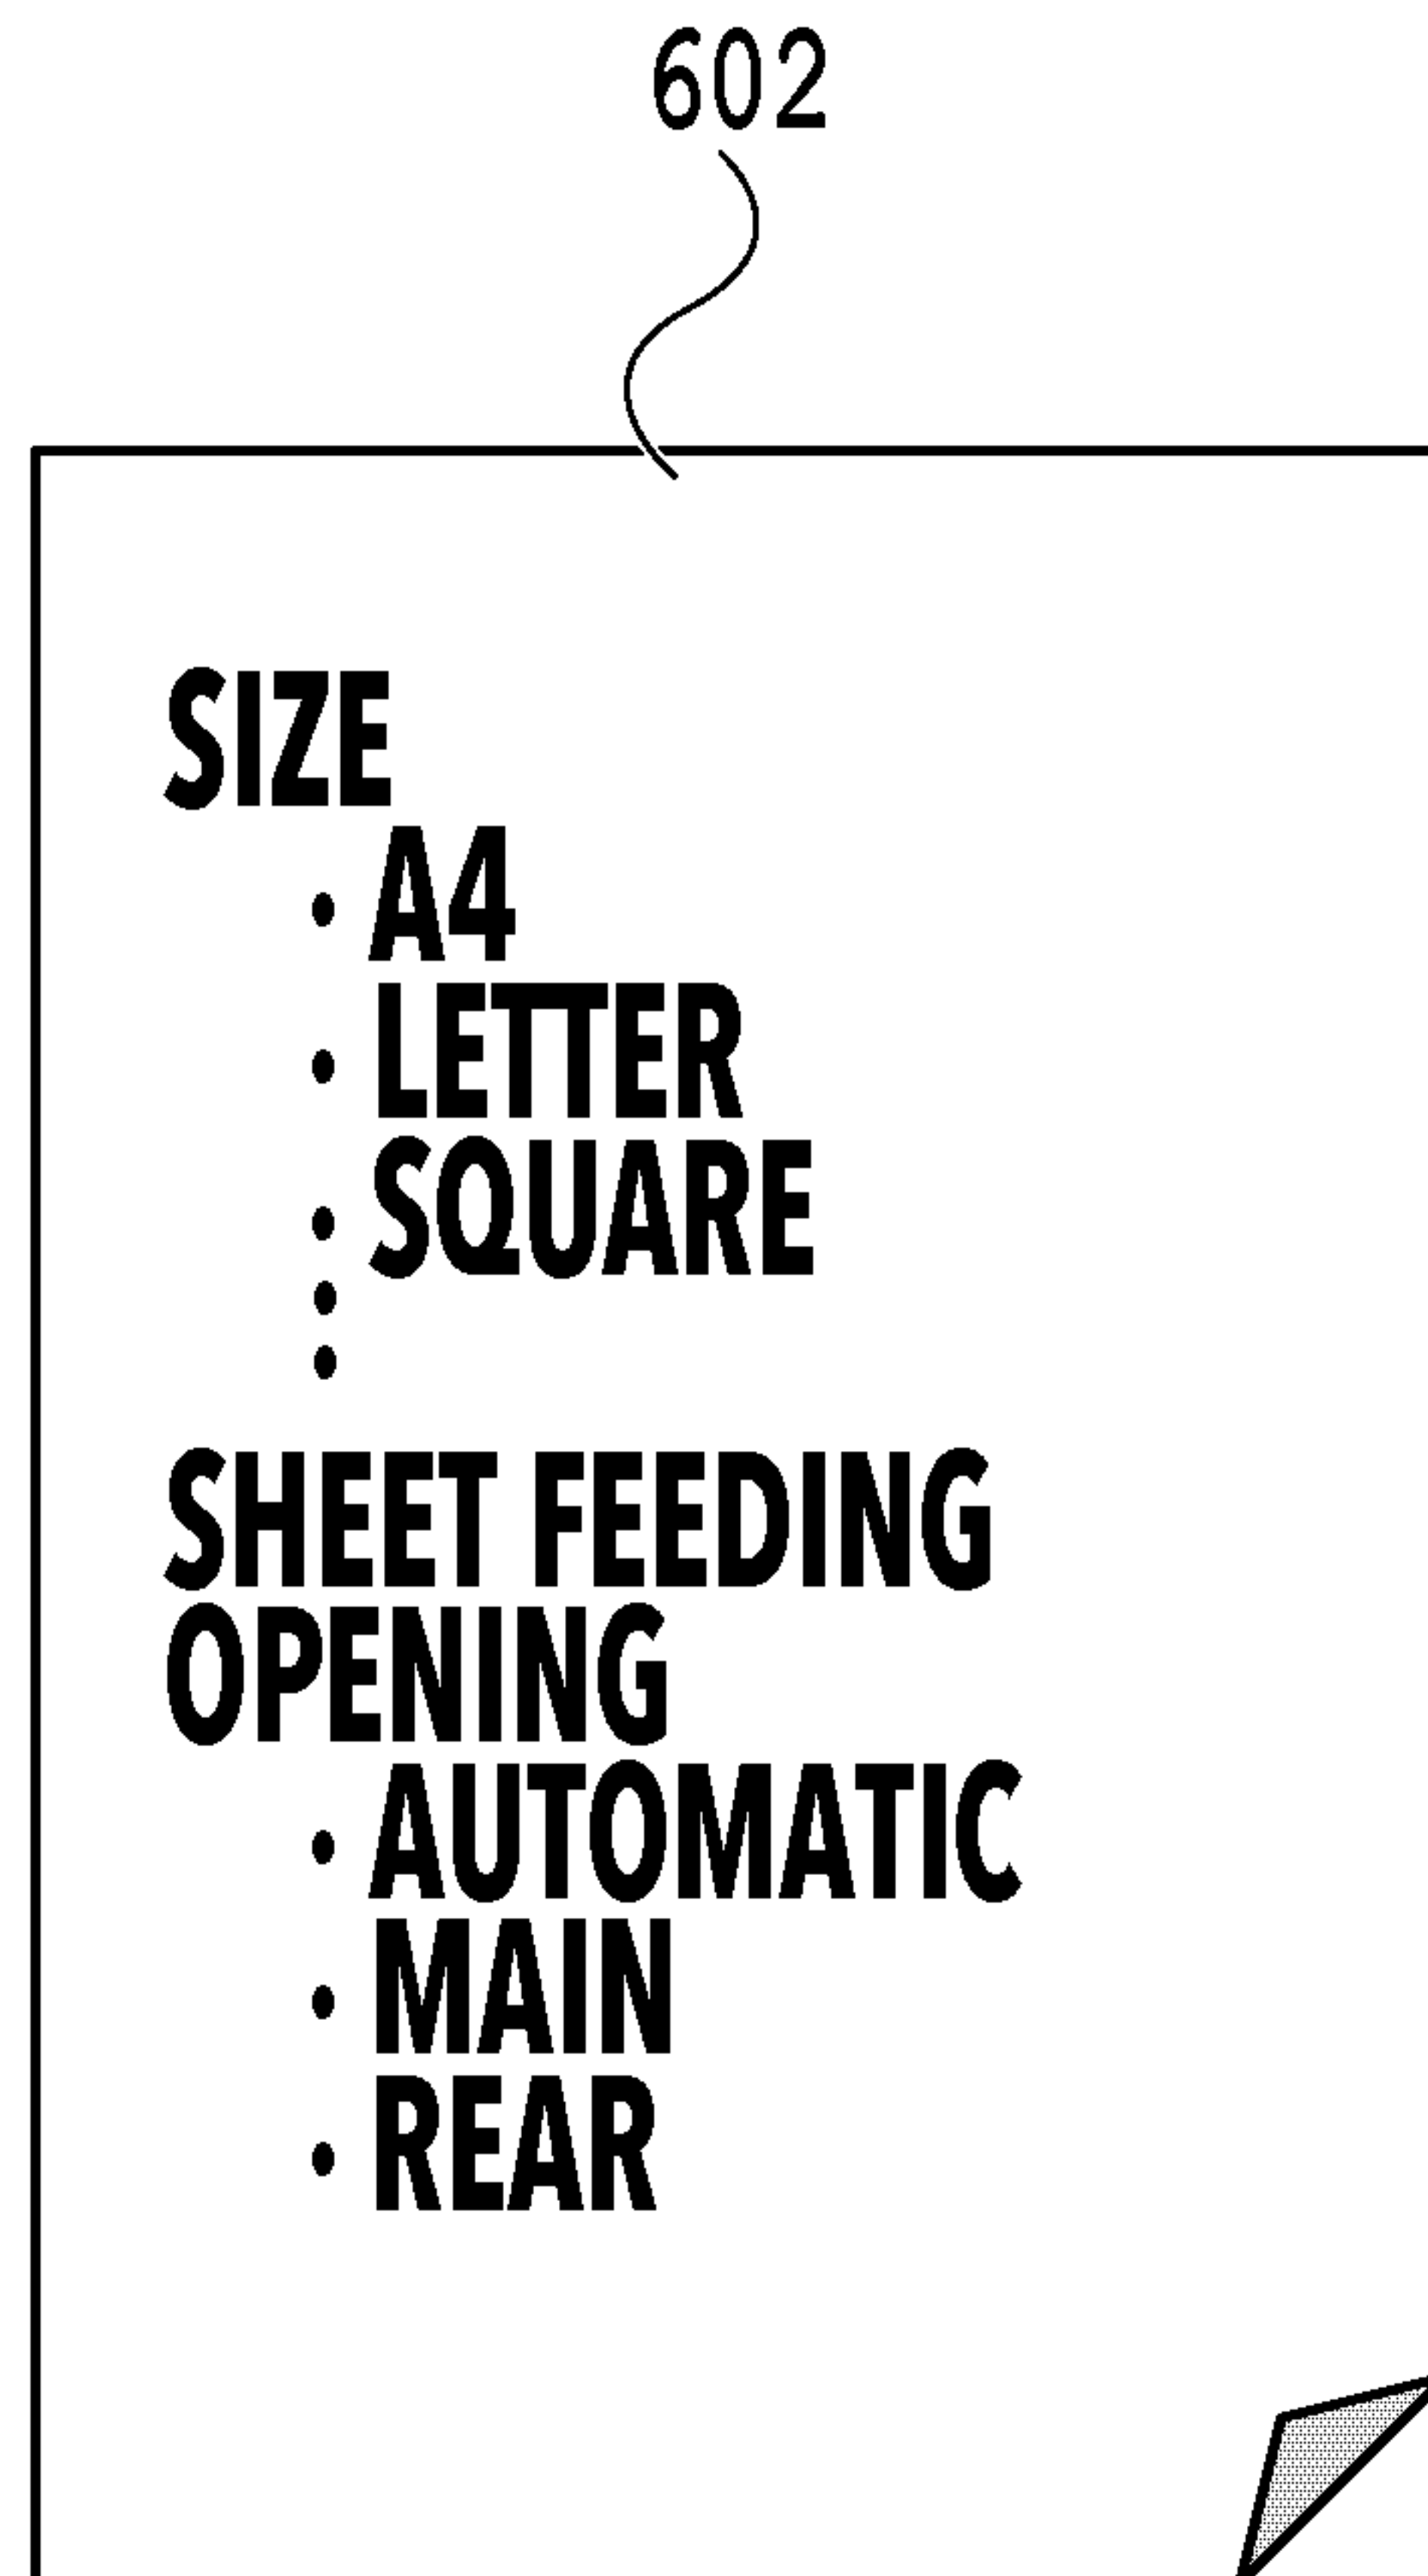 602
SIZE
・A4
・LETTER
・SQUARE
・
・
SHEET FEEDING
OPENING
・AUTOMATIC
・MAIN
・REAR